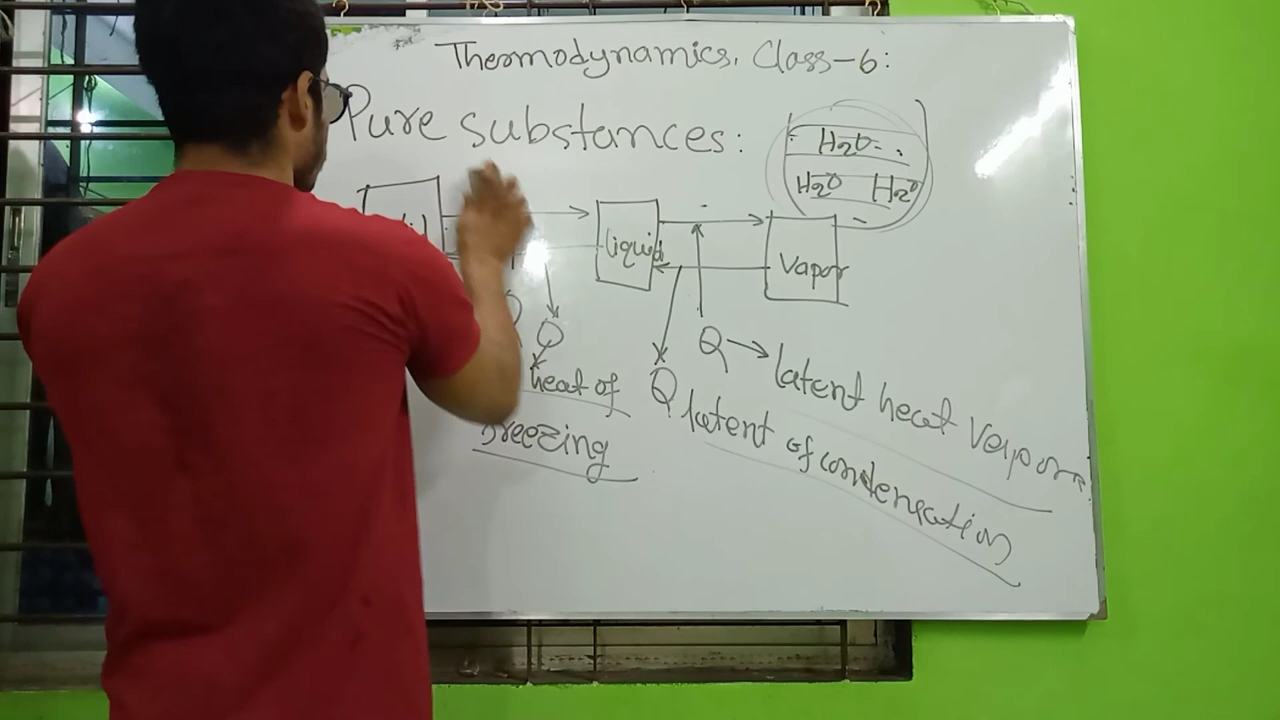 Thermodynamics. Class-6:
Pure substances:
H2O
H2O H2O
liquid
Vapor
Q
Q → latent heat Vapor
heat of
freezing
Q latent of condensation